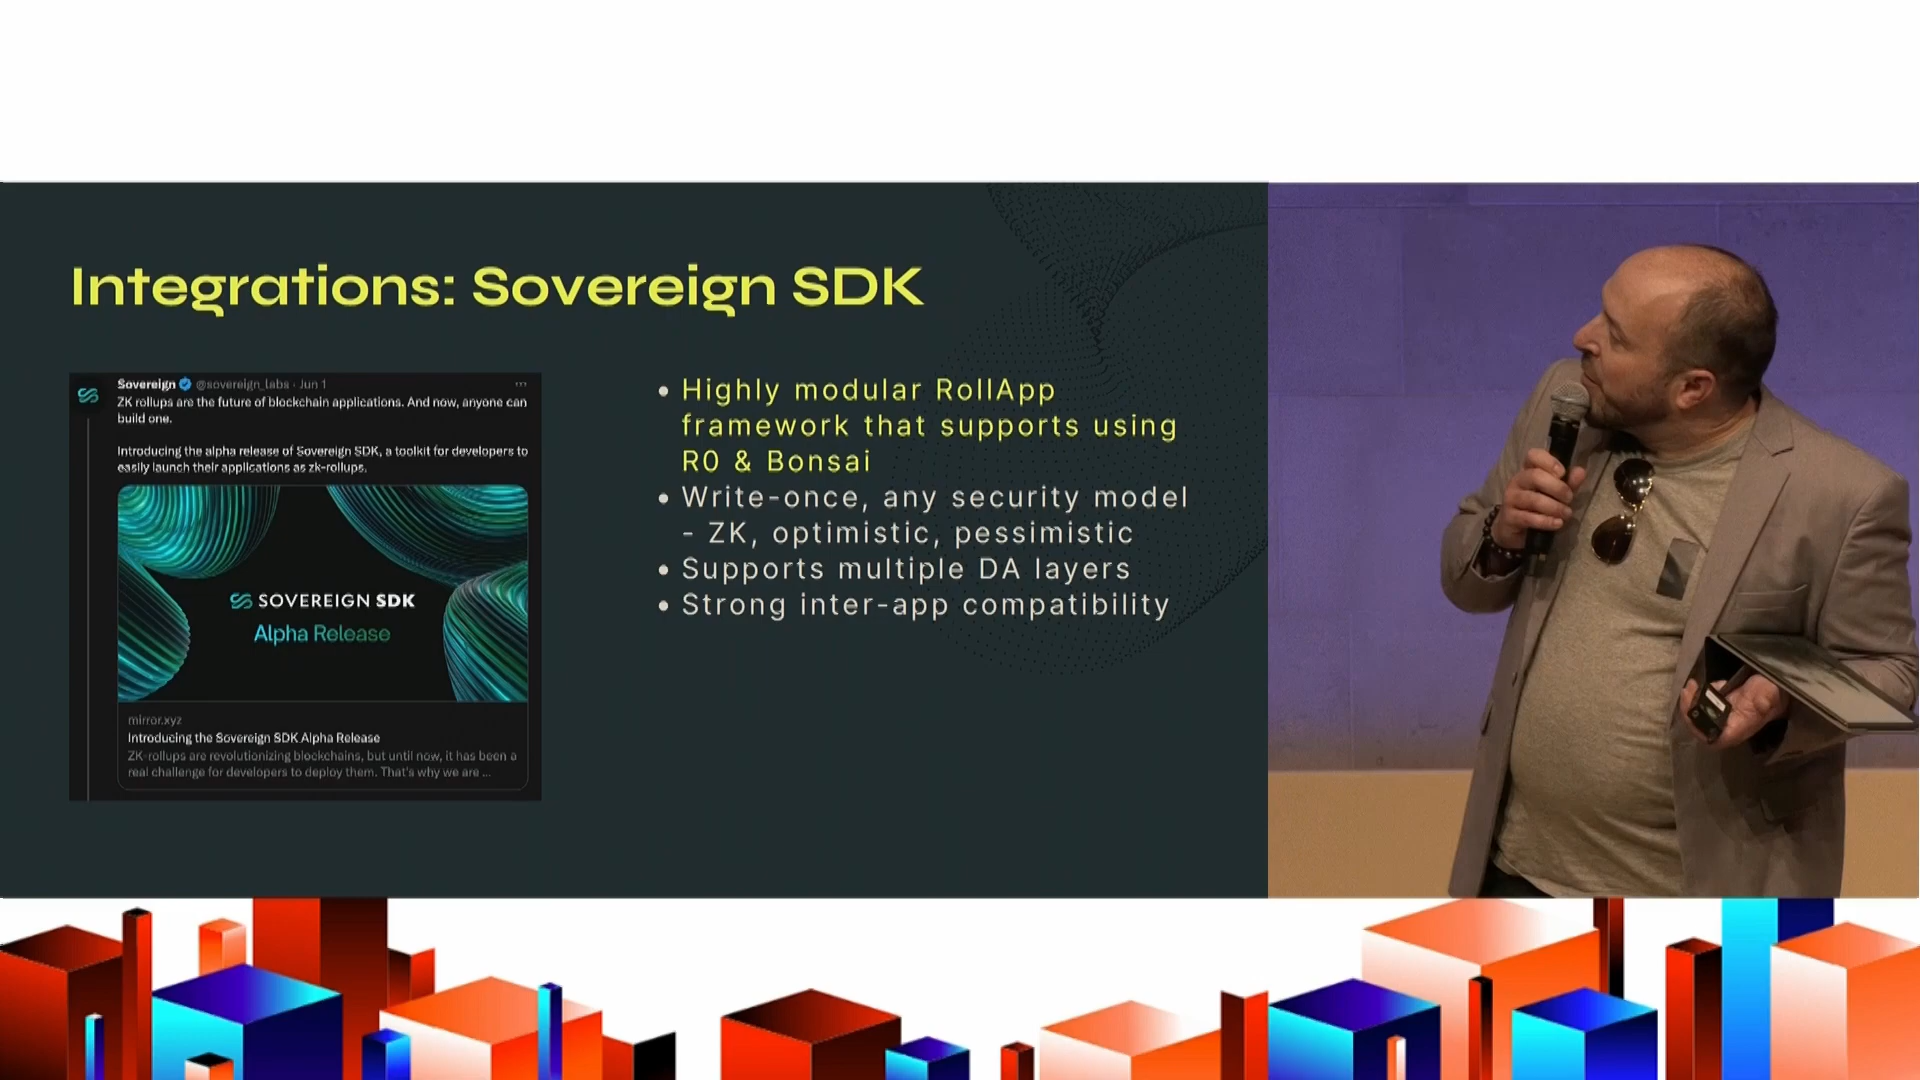 Integrations: Sovereign SDK
Sovereign @sovereign_labs · Jun 1
ZK rollups are the future of blockchain applications. And now, anyone can
build one.
Introducing the alpha release of Sovereign SDK, a toolkit for developers to
easily launch their applications as zk-rollups.
SOVEREIGN SDK
Alpha Release
mirror.xyz
Introducing the Sovereign SDK Alpha Release
ZK-rollups are revolutionizing blockchains, but until now, it has been a
real challenge for developers to deploy them. That's why we are ...
• Highly modular RollApp
framework that supports using
R0 & Bonsai
• Write-once, any security model
- ZK, optimistic, pessimistic
• Supports multiple DA layers
• Strong inter-app compatibility